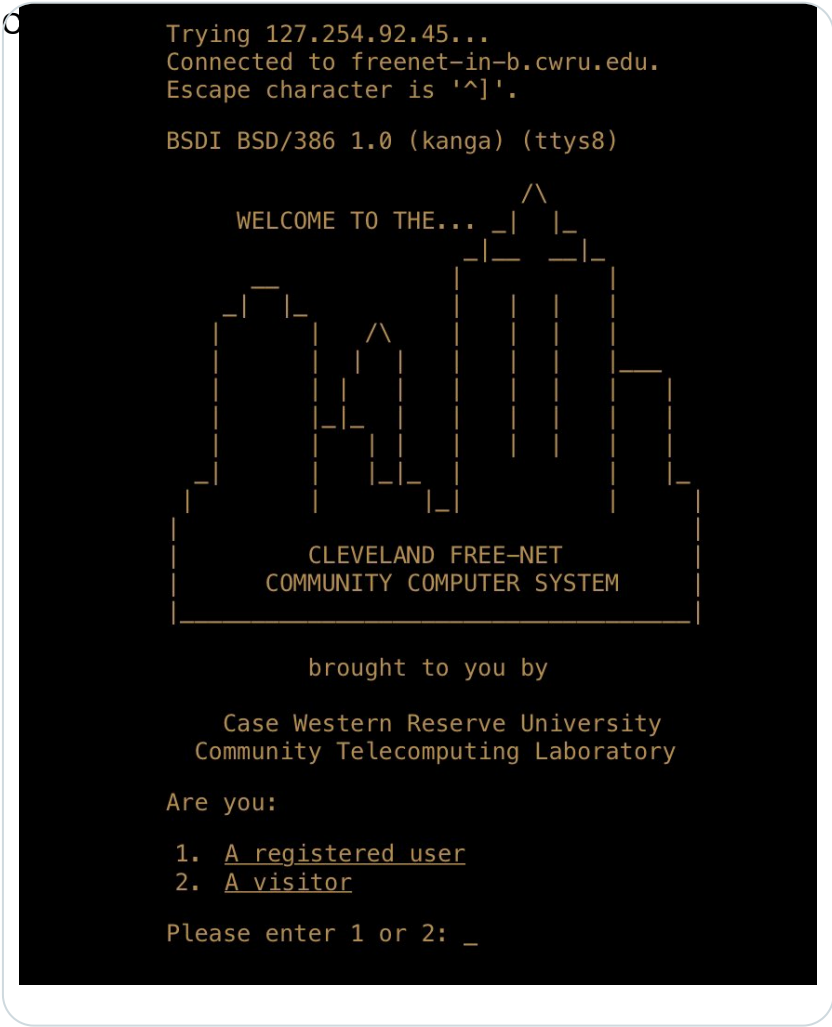 Trying 127.254.92.45...
Connected to freenet-in-b.cwru.edu.
Escape character is '^]'.
BSDI BSD/386 1.0 (kanga) (ttys8)
WELCOME TO THE...
CLEVELAND FREE-NET
COMMUNITY COMPUTER SYSTEM
brought to you by
Case Western Reserve University
Community Telecomputing Laboratory
Are you:
1. A registered user
2. A visitor
Please enter 1 or 2: _